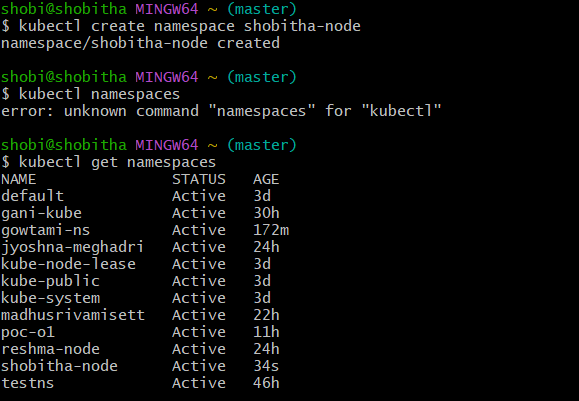 shobi@shobitha MINGW64 ~ (master)
$ kubectl create namespace shobitha-node
namespace/shobitha-node created
shobi@shobitha MINGW64 ~ (master)
$ kubectl namespaces
error: unknown command "namespaces" for "kubectl"
shobi@shobitha MINGW64 ~ (master)
$ kubectl get namespaces
NAME STATUS AGE
default Active 3d
gani-kube Active 30h
gowtami-ns Active 172m
jyoshna-meghadri Active 24h
kube-node-lease Active 3d
kube-public Active 3d
kube-system Active 3d
madhusrivamisett Active 22h
poc-o1 Active 11h
reshma-node Active 24h
shobitha-node Active 34s
testns Active 46h